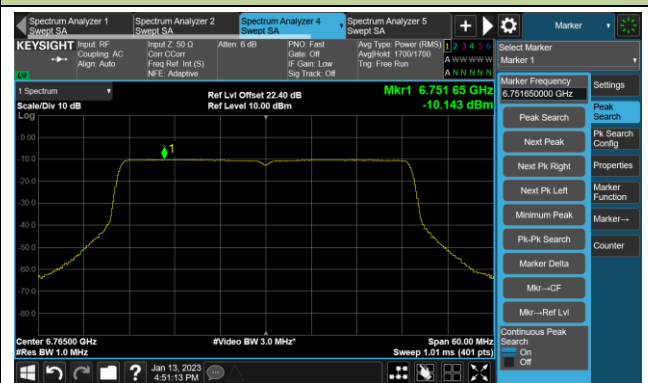 Spectrum Analyzer 1
Swept SA
Spectrum Analyzer 2
Swept SA
Spectrum Analyzer 4
Swept SA
Spectrum Analyzer 5
Swept SA
Marker
KEYSIGHT
Input: RF
Coupling: AC
Align: Auto
Input Z: 50 Ω
Corr CCorr
Freq Ref: Int (S)
NFE: Adaptive
Atten: 6 dB
PNO: Fast
Gate: Off
IF Gain: Low
Sig Track: Off
Avg Type: Power (RMS)
Avg|Hold: 1700/1700
Trig: Free Run
1 2 3 4 5 6
A W W W W W
A N N N N N
Select Marker
Marker 1
1 Spectrum
Scale/Div 10 dB
Log
Ref Lvl Offset 22.40 dB
Ref Level 10.00 dBm
Mkr1 6.751 65 GHz
-10.143 dBm
1
0.00
-10.0
-20.0
-30.0
-40.0
-50.0
-60.0
-70.0
-80.0
Center 6.76500 GHz
#Res BW 1.0 MHz
#Video BW 3.0 MHz*
Span 60.00 MHz
Sweep 1.01 ms (401 pts)
Marker Frequency
6.751650000 GHz
Peak Search
Next Peak
Next Pk Right
Next Pk Left
Minimum Peak
Pk-Pk Search
Marker Delta
Mkr→CF
Mkr→Ref Lvl
Continuous Peak
Search
On
Off
Settings
Peak
Search
Pk Search
Config
Properties
Marker
Function
Marker→
Counter
Jan 13, 2023
4:51:13 PM